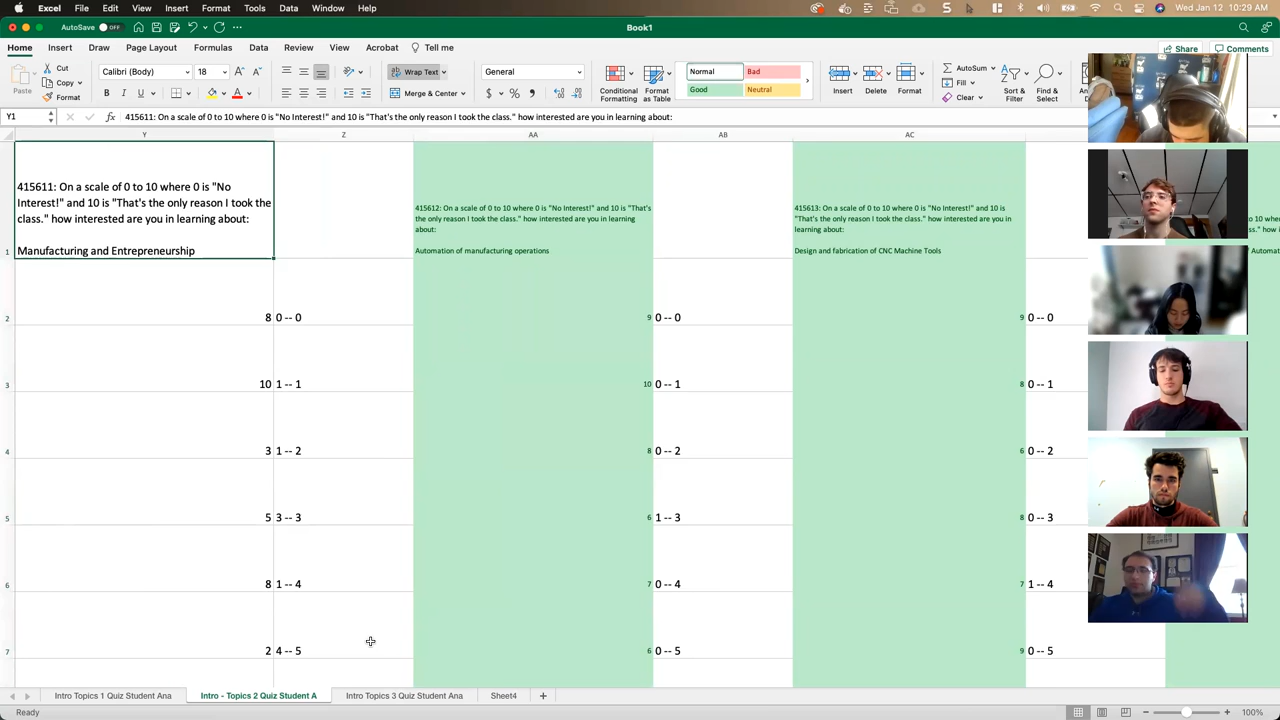 Excel File Edit View Insert Format Tools Data Window Help
Wed Jan 12 10:29 AM
AutoSave OFF
Book1
Home Insert Draw Page Layout Formulas Data Review View Acrobat Tell me
Share Comments
Cut
Copy
Format
Paste
Calibri (Body) 18
B I U
Wrap Text
Merge & Center
General
$ % 
Conditional Formatting
Format as Table
Normal Bad
Good Neutral
Insert
Delete
Format
AutoSum
Fill
Clear
Sort & Filter
Find & Select
Y1
fx 415611: On a scale of 0 to 10 where 0 is "No Interest!" and 10 is "That's the only reason I took the class." how interested are you in learning about:
Y Z AA AB AC
1
415611: On a scale of 0 to 10 where 0 is "No
Interest!" and 10 is "That's the only reason I took the
class." how interested are you in learning about:
Manufacturing and Entrepreneurship
415612: On a scale of 0 to 10 where 0 is "No Interest!" and 10 is "That's
the only reason I took the class." how interested are you in learning
about:
Automation of manufacturing operations
415613: On a scale of 0 to 10 where 0 is "No Interest!" and 10 is
"That's the only reason I took the class." how interested are you in
learning about:
Design and fabrication of CNC Machine Tools
2 8 0 -- 0 9 0 -- 0 9 0 -- 0
3 10 1 -- 1 10 0 -- 1 8 0 -- 1
4 3 1 -- 2 8 0 -- 2 6 0 -- 2
5 5 3 -- 3 6 1 -- 3 8 0 -- 3
6 8 1 -- 4 7 0 -- 4 7 1 -- 4
7 2 4 -- 5 6 0 -- 5 9 0 -- 5
Intro Topics 1 Quiz Student Ana Intro - Topics 2 Quiz Student A Intro Topics 3 Quiz Student Ana Sheet4 +
Ready
100%